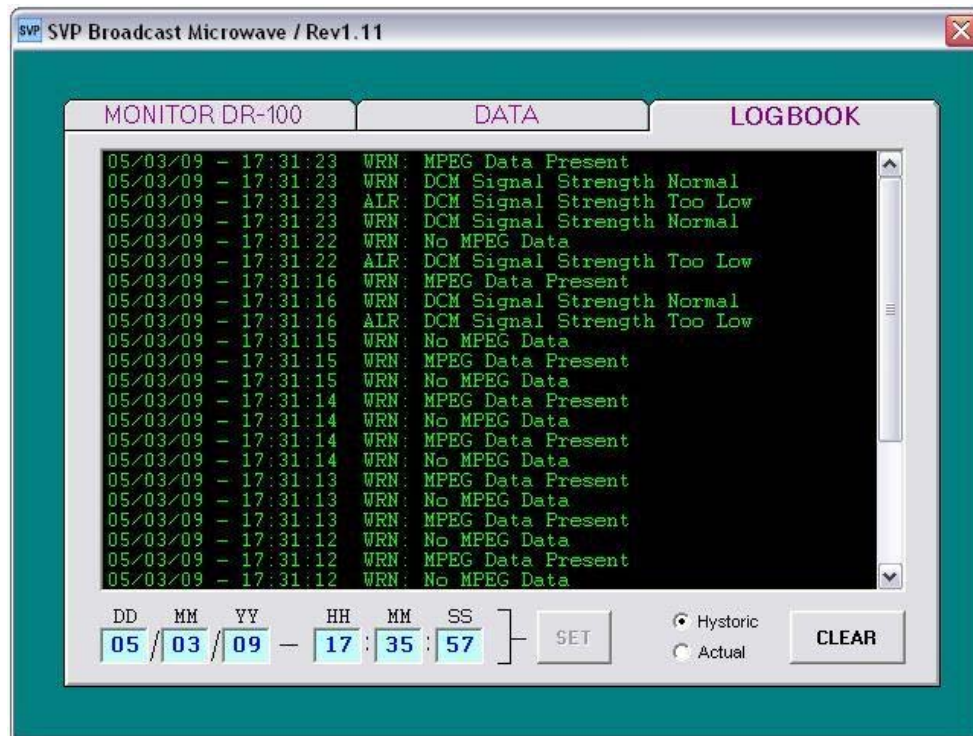 SVP SVP Broadcast Microwave / Rev1.11
MONITOR DR-100 DATA LOGBOOK
05/03/09 - 17:31:23 WRN: MPEG Data Present
05/03/09 - 17:31:23 WRN: DCM Signal Strength Normal
05/03/09 - 17:31:23 ALR: DCM Signal Strength Too Low
05/03/09 - 17:31:23 WRN: DCM Signal Strength Normal
05/03/09 - 17:31:22 WRN: No MPEG Data
05/03/09 - 17:31:22 ALR: DCM Signal Strength Too Low
05/03/09 - 17:31:16 WRN: MPEG Data Present
05/03/09 - 17:31:16 WRN: DCM Signal Strength Normal
05/03/09 - 17:31:16 ALR: DCM Signal Strength Too Low
05/03/09 - 17:31:15 WRN: No MPEG Data
05/03/09 - 17:31:15 WRN: MPEG Data Present
05/03/09 - 17:31:15 WRN: No MPEG Data
05/03/09 - 17:31:14 WRN: MPEG Data Present
05/03/09 - 17:31:14 WRN: No MPEG Data
05/03/09 - 17:31:14 WRN: MPEG Data Present
05/03/09 - 17:31:14 WRN: No MPEG Data
05/03/09 - 17:31:13 WRN: MPEG Data Present
05/03/09 - 17:31:13 WRN: No MPEG Data
05/03/09 - 17:31:13 WRN: MPEG Data Present
05/03/09 - 17:31:12 WRN: No MPEG Data
05/03/09 - 17:31:12 WRN: MPEG Data Present
05/03/09 - 17:31:12 WRN: No MPEG Data
DD MM YY HH MM SS
05 / 03 / 09 - 17 : 35 : 57 SET
Hystoric
Actual
CLEAR